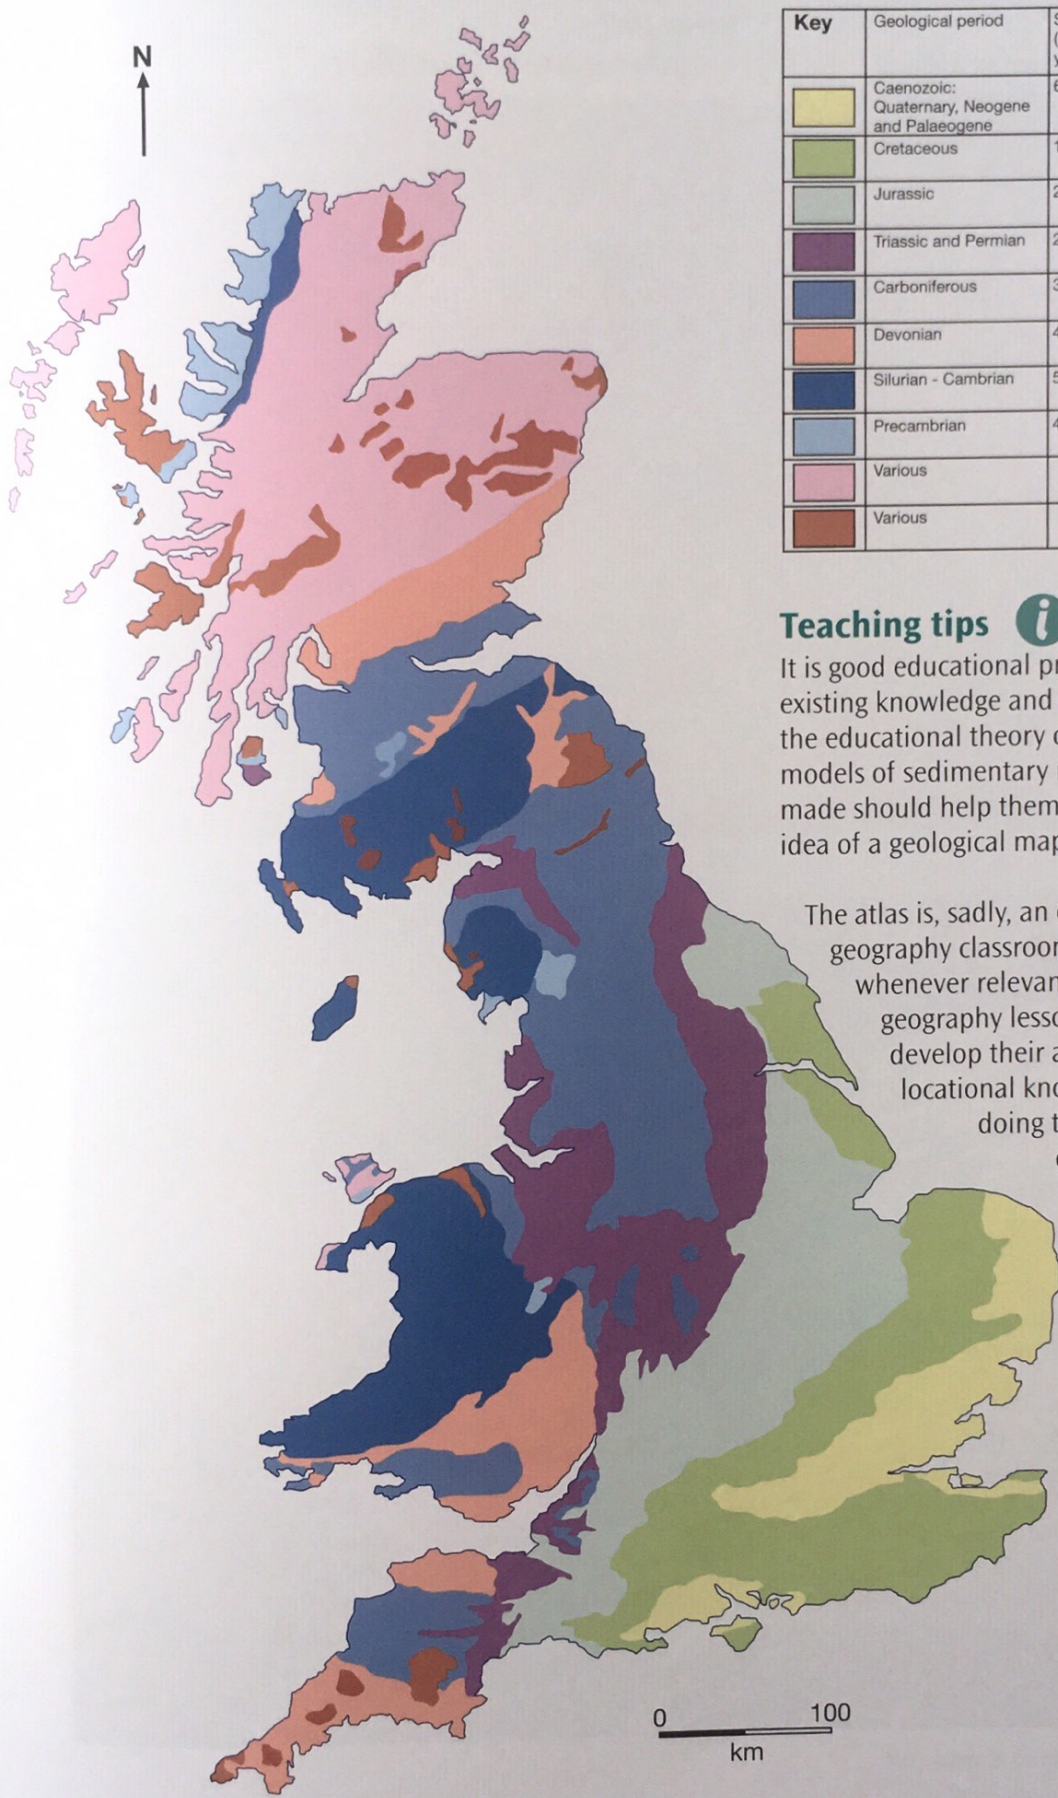 N
Key
Geological period
Caenozoic:
Quaternary, Neogene
and Palaeogene
Cretaceous
Jurassic
Triassic and Permian
Carboniferous
Devonian
Silurian - Cambrian
Precambrian
Various
Various
Teaching tips i
It is good educational
existing knowledge and
the educational theory
models of sedimentary
made should help them
idea of a geological
The atlas is, sadly, an
geography
whenever
geography
develop their
locational
doing
0 100
km